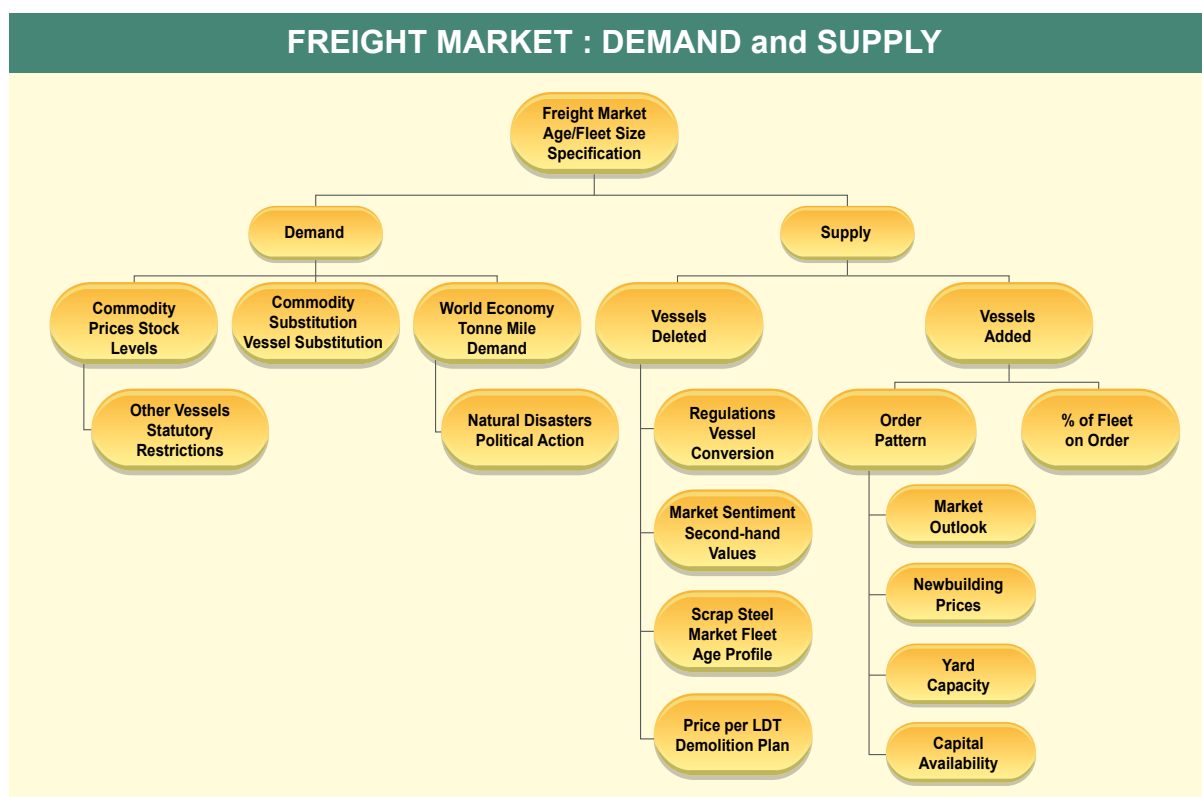 FREIGHT MARKET : DEMAND and SUPPLY
Freight Market
Age/Fleet Size
Specification
Demand
Supply
Commodity
Prices Stock
Levels
Commodity
Substitution
Vessel Substitution
World Economy
Tonne Mile
Demand
Vessels
Deleted
Vessels
Added
Other Vessels
Statutory
Restrictions
Natural Disasters
Political Action
Regulations
Vessel
Conversion
Order
Pattern
% of Fleet
on Order
Market Sentiment
Second-hand
Values
Market
Outlook
Scrap Steel
Market Fleet
Age Profile
Newbuilding
Prices
Yard
Capacity
Price per LDT
Demolition Plan
Capital
Availability